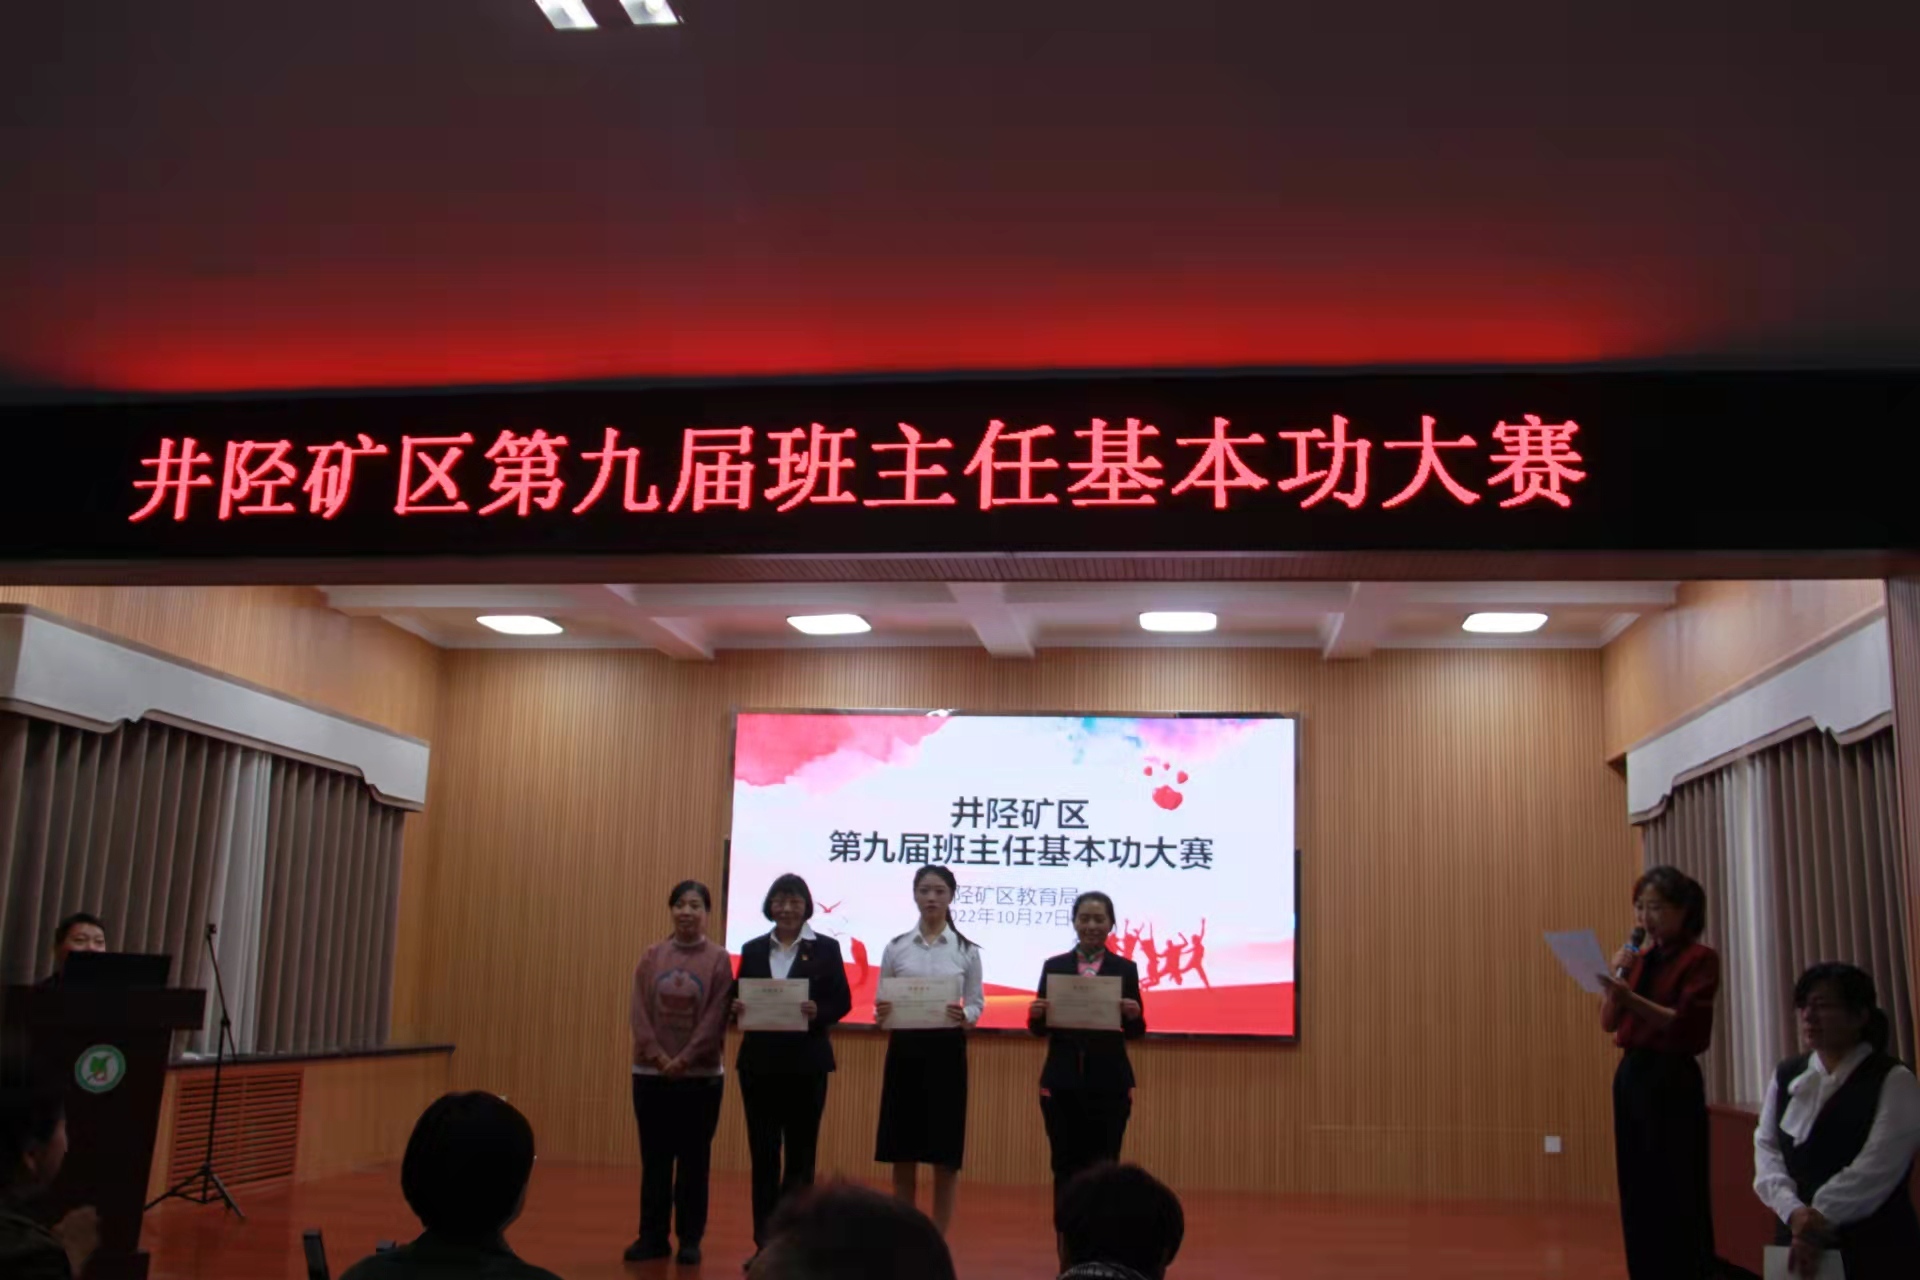 井陉矿区第九届班主任基本功大赛
井陉矿区
第九届班主任基本功大赛
陉矿区教育局
022年10月27日